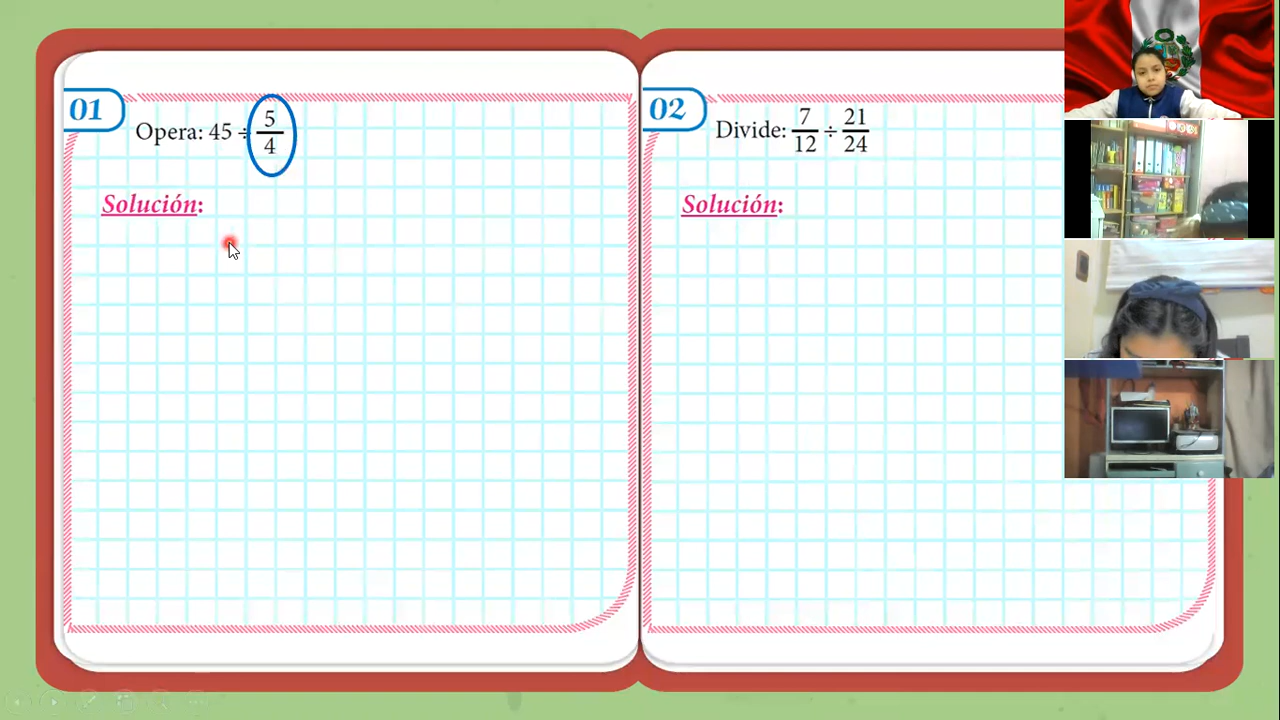 01
Opera: 45 ÷ 5/4
Solución:
02
Divide: 7/12 ÷ 21/24
Solución: